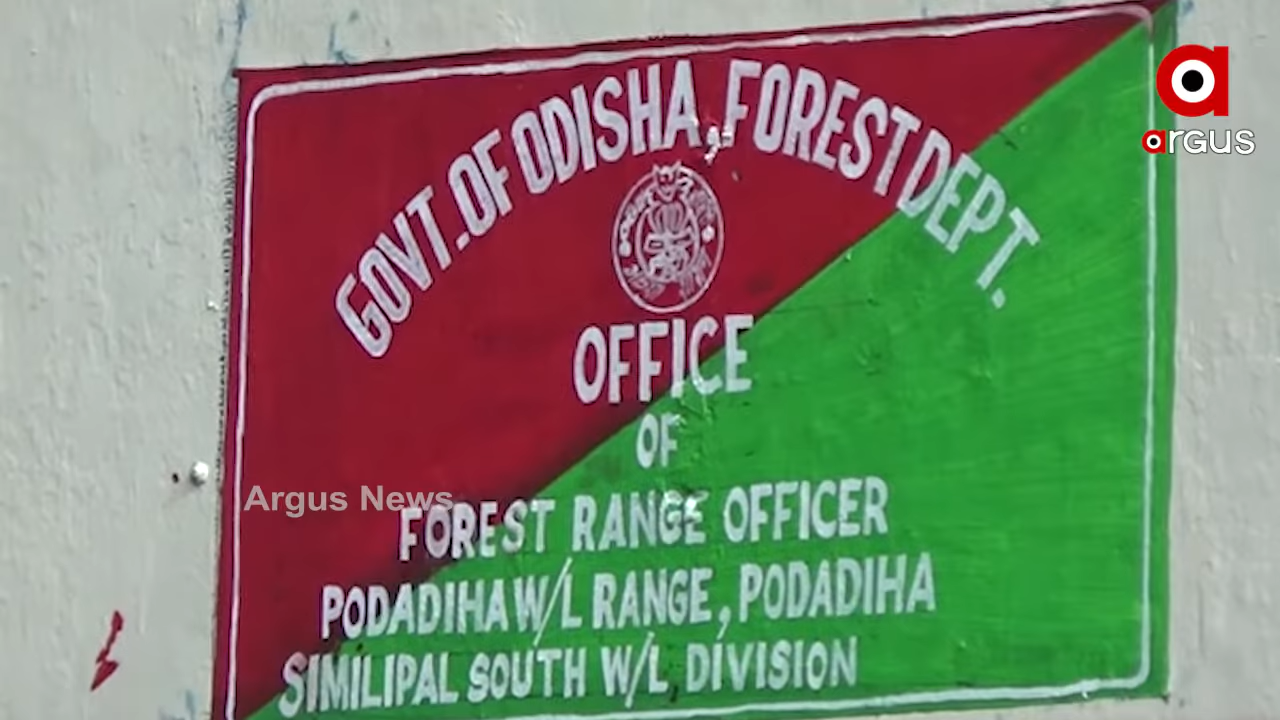 argus
GOVT. OF ODISHA, FOREST DEPT.
OFFICE
OF
Argus News
FOREST RANGE OFFICER
PODADIHA W/L RANGE, PODADIHA
SIMILIPAL SOUTH W/L DIVISION